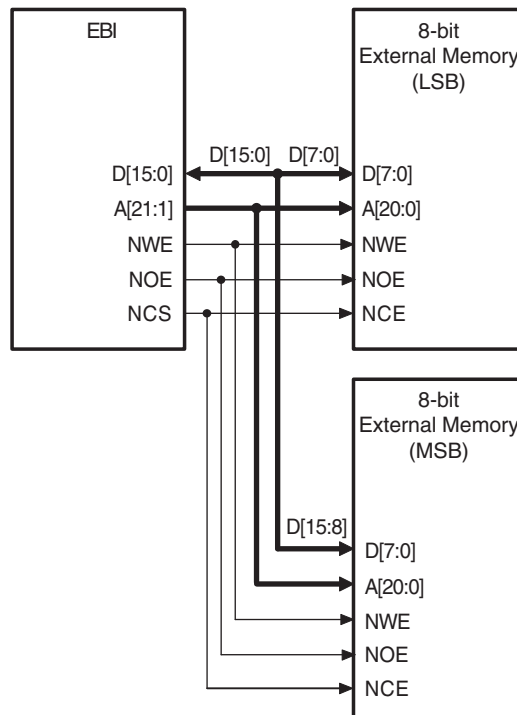 EBI
8-bit
External Memory
(LSB)
D[15:0]
D[7:0]
D[15:0]
D[7:0]
A[21:1]
A[20:0]
NWE
NWE
NOE
NOE
NCS
NCE
8-bit
External Memory
(MSB)
D[15:8]
D[7:0]
A[20:0]
NWE
NOE
NCE